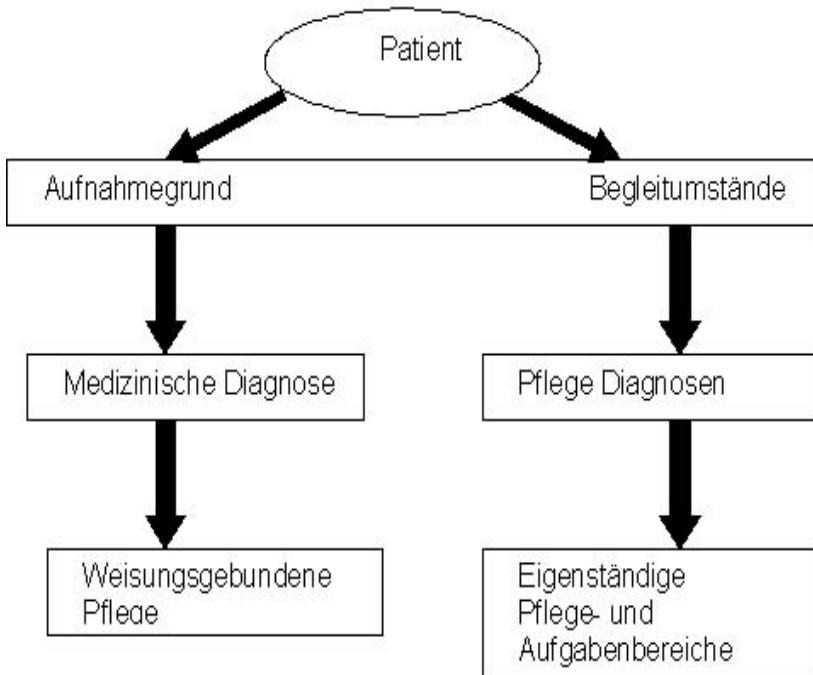 Patient
Aufnahmegrund
Begleitumstände
Medizinische Diagnose
Pflege Diagnosen
Weisungsgebundene
Pflege
Eigenständige
Pflege- und
Aufgabenbereiche